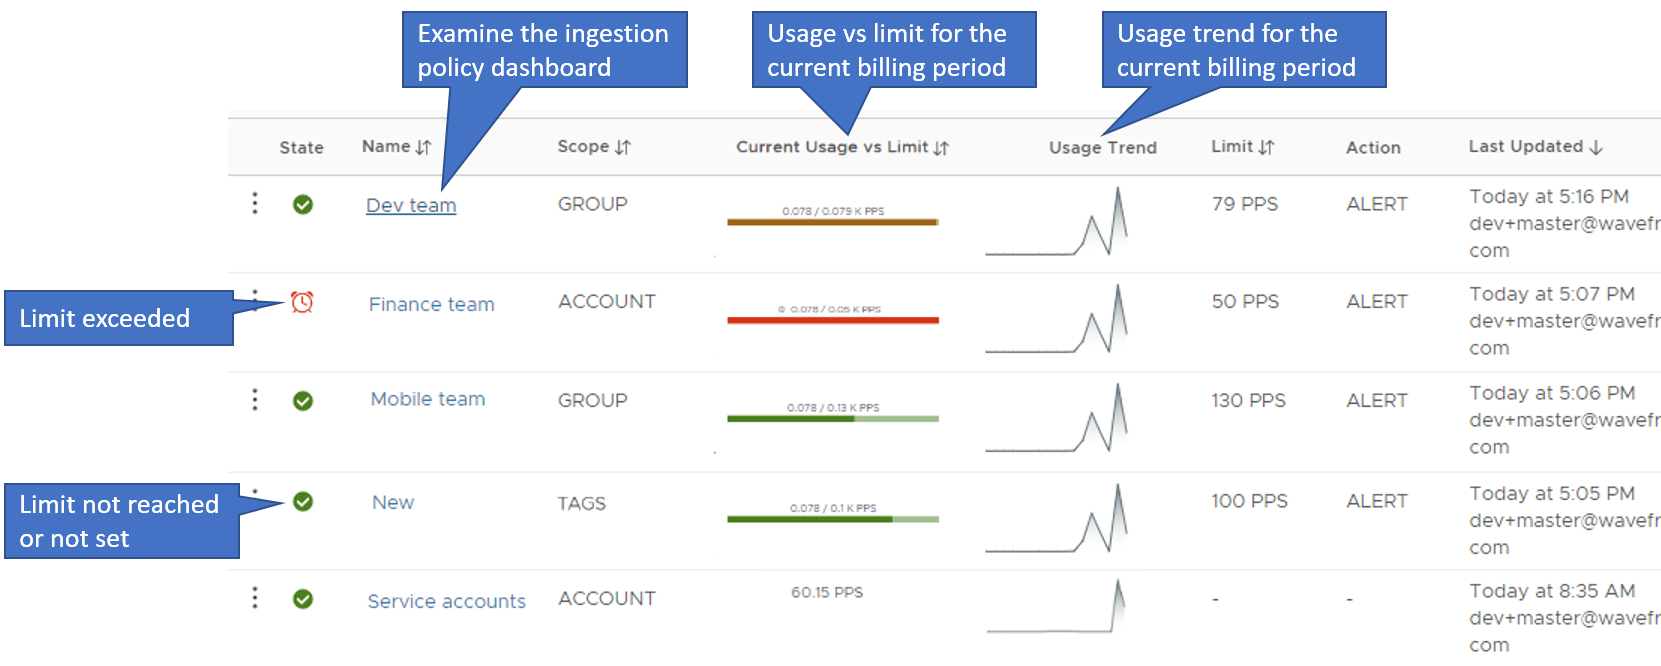 Examine the ingestion
policy dashboard
Usage vs limit for the
current billing period
Usage trend for the
current billing period
State Name Scope Current Usage vs Limit Usage Trend Limit Action Last Updated
Dev team GROUP 0.078 / 0.079 K PPS 79 PPS ALERT Today at 5:16 PM
dev+master@wavefr
com
Limit exceeded
Finance team ACCOUNT 0.078 / 0.05 K PPS 50 PPS ALERT Today at 5:07 PM
dev+master@wavefr
com
Mobile team GROUP 0.078 / 0.13 K PPS 130 PPS ALERT Today at 5:06 PM
dev+master@wavefr
com
Limit not reached
or not set
New TAGS 0.078 / 0.1 K PPS 100 PPS ALERT Today at 5:05 PM
dev+master@wavefr
com
Service accounts ACCOUNT 60.15 PPS - - Today at 8:35 AM
dev+master@wavefr
com